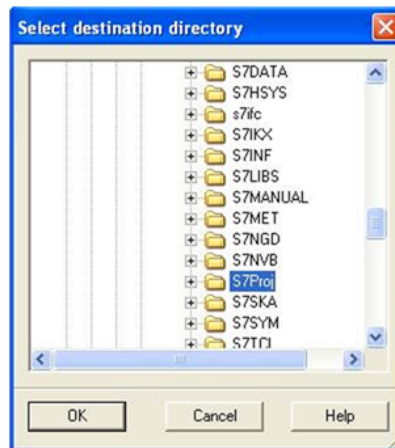 Select destination directory
S7DATA
S7HSYS
s7ifc
S7IKX
S7INF
S7LIBS
S7MANUAL
S7MET
S7NGD
S7NVB
S7Proj
S7SKA
S7SYM
S7TCI
OK
Cancel
Help